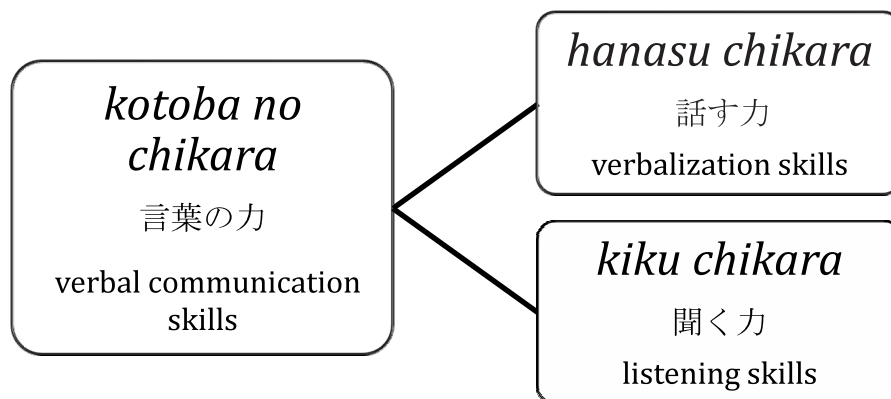 kotoba no
chikara
言葉の力
verbal communication
skills
hanasu chikara
話す力
verbalization skills
kiku chikara
聞く力
listening skills